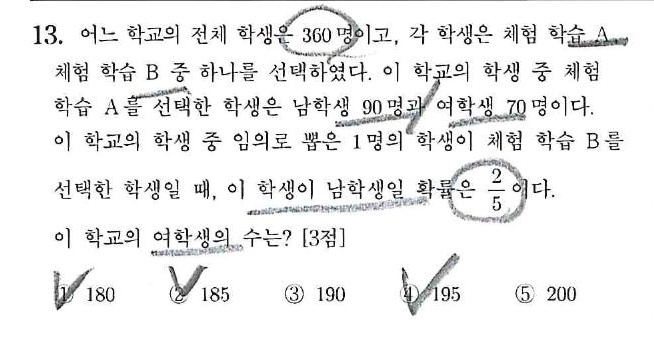 13. 어느 학교의 전체 학생은 360명이고, 각 학생은 체험 학습 A,
체험 학습 B 중 하나를 선택하였다. 이 학교의 학생 중 체험
학습 A를 선택한 학생은 남학생 90명과 여학생 70명이다.
이 학교의 학생 중 임의로 뽑은 1명의 학생이 체험 학습 B를
선택한 학생일 때, 이 학생이 남학생일 확률은 2/5이다.
이 학교의 여학생의 수는? [3점]
① 180 ② 185 ③ 190 ④ 195 ⑤ 200